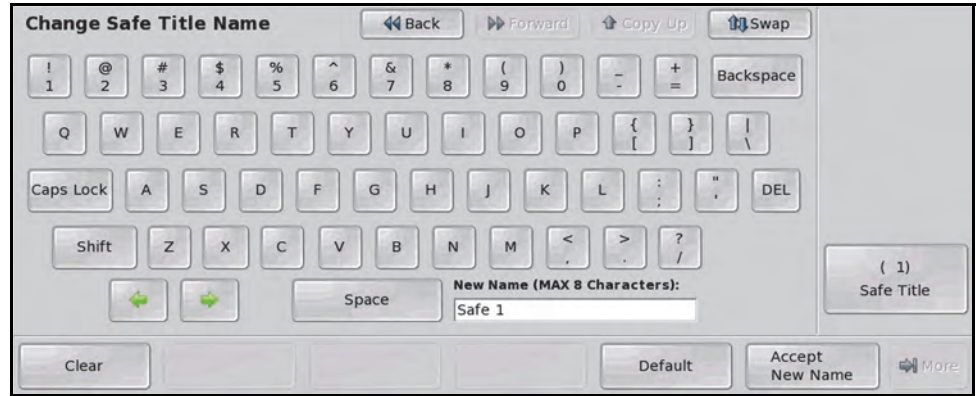 Change Safe Title Name Back Forward Copy Up Swap
! @ # $ % ^ & * ( ) _ +
1 2 3 4 5 6 7 8 9 0 - = Backspace
Q W E R T Y U I O P { } |
[ ] \
Caps Lock A S D F G H J K L : " DEL
; '
Shift Z X C V B N M < > ?
, . /
( 1)
Safe Title
Space
New Name (MAX 8 Characters):
Safe 1
Clear Default Accept
New Name
More